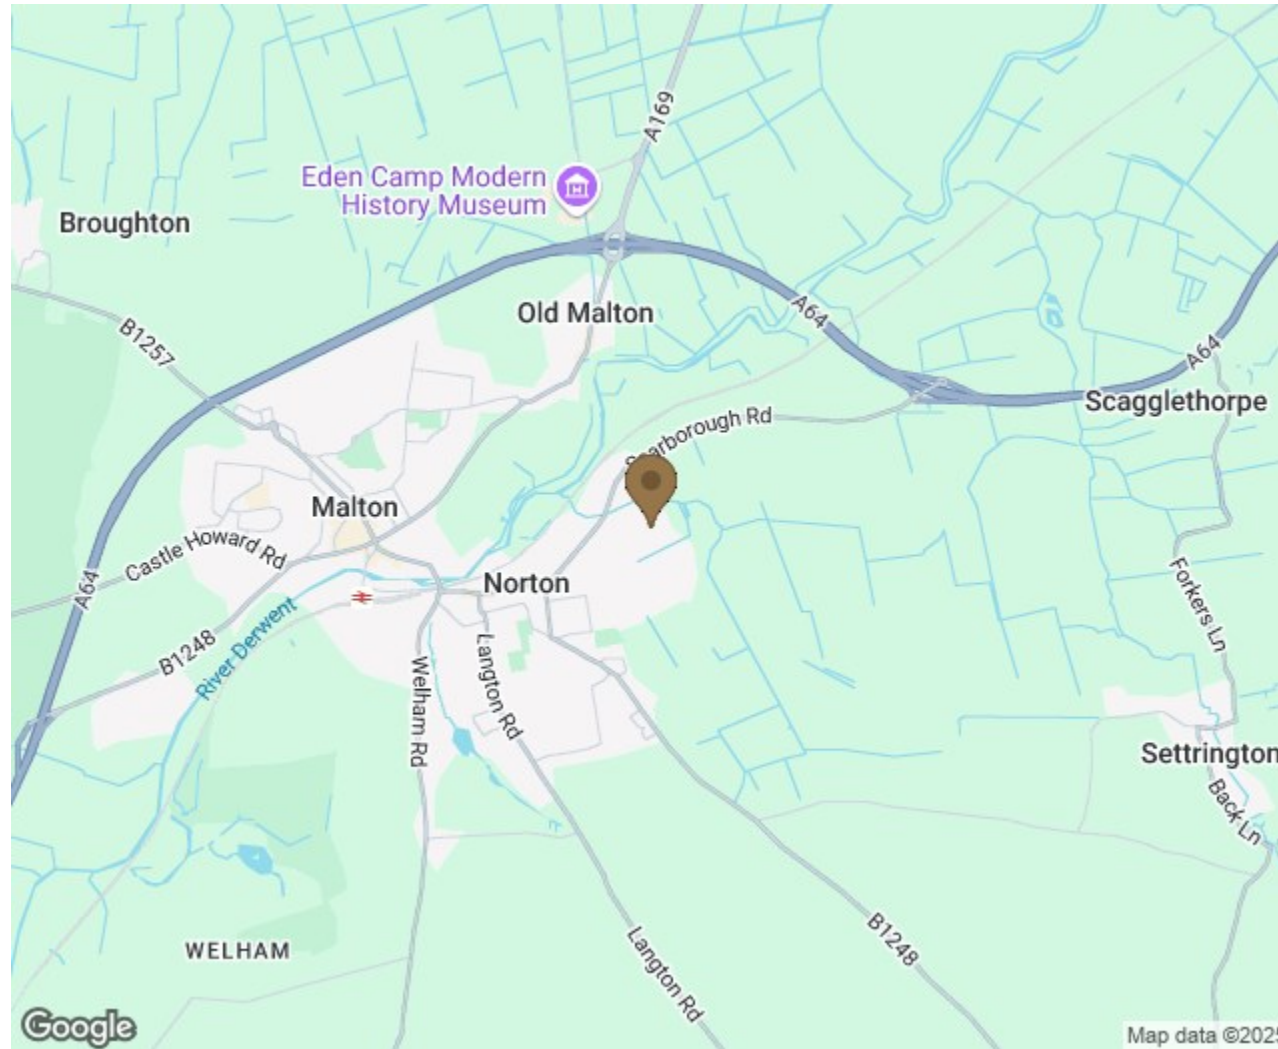 A169
Eden Camp Modern
History Museum
Broughton
Old Malton
A64
B1257
A64
Scagglethorpe
Scarborough Rd
Malton
Castle Howard Rd
A64
Norton
Forkers Ln
B1248
River Derwent
Langton Rd
Welham Rd
Settrington
Back Ln
B1248
WELHAM
Langton Rd
Google
Map data ©2025